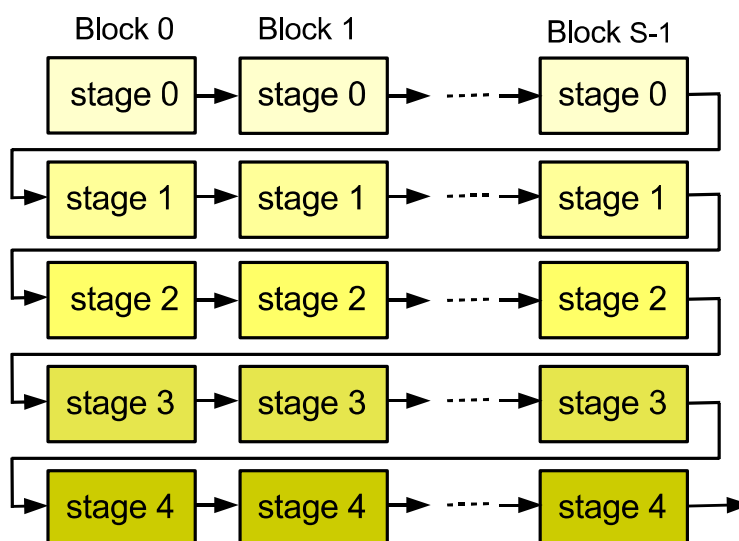 Block 0 Block 1 Block S-1
stage 0 stage 0 stage 0
stage 1 stage 1 stage 1
stage 2 stage 2 stage 2
stage 3 stage 3 stage 3
stage 4 stage 4 stage 4